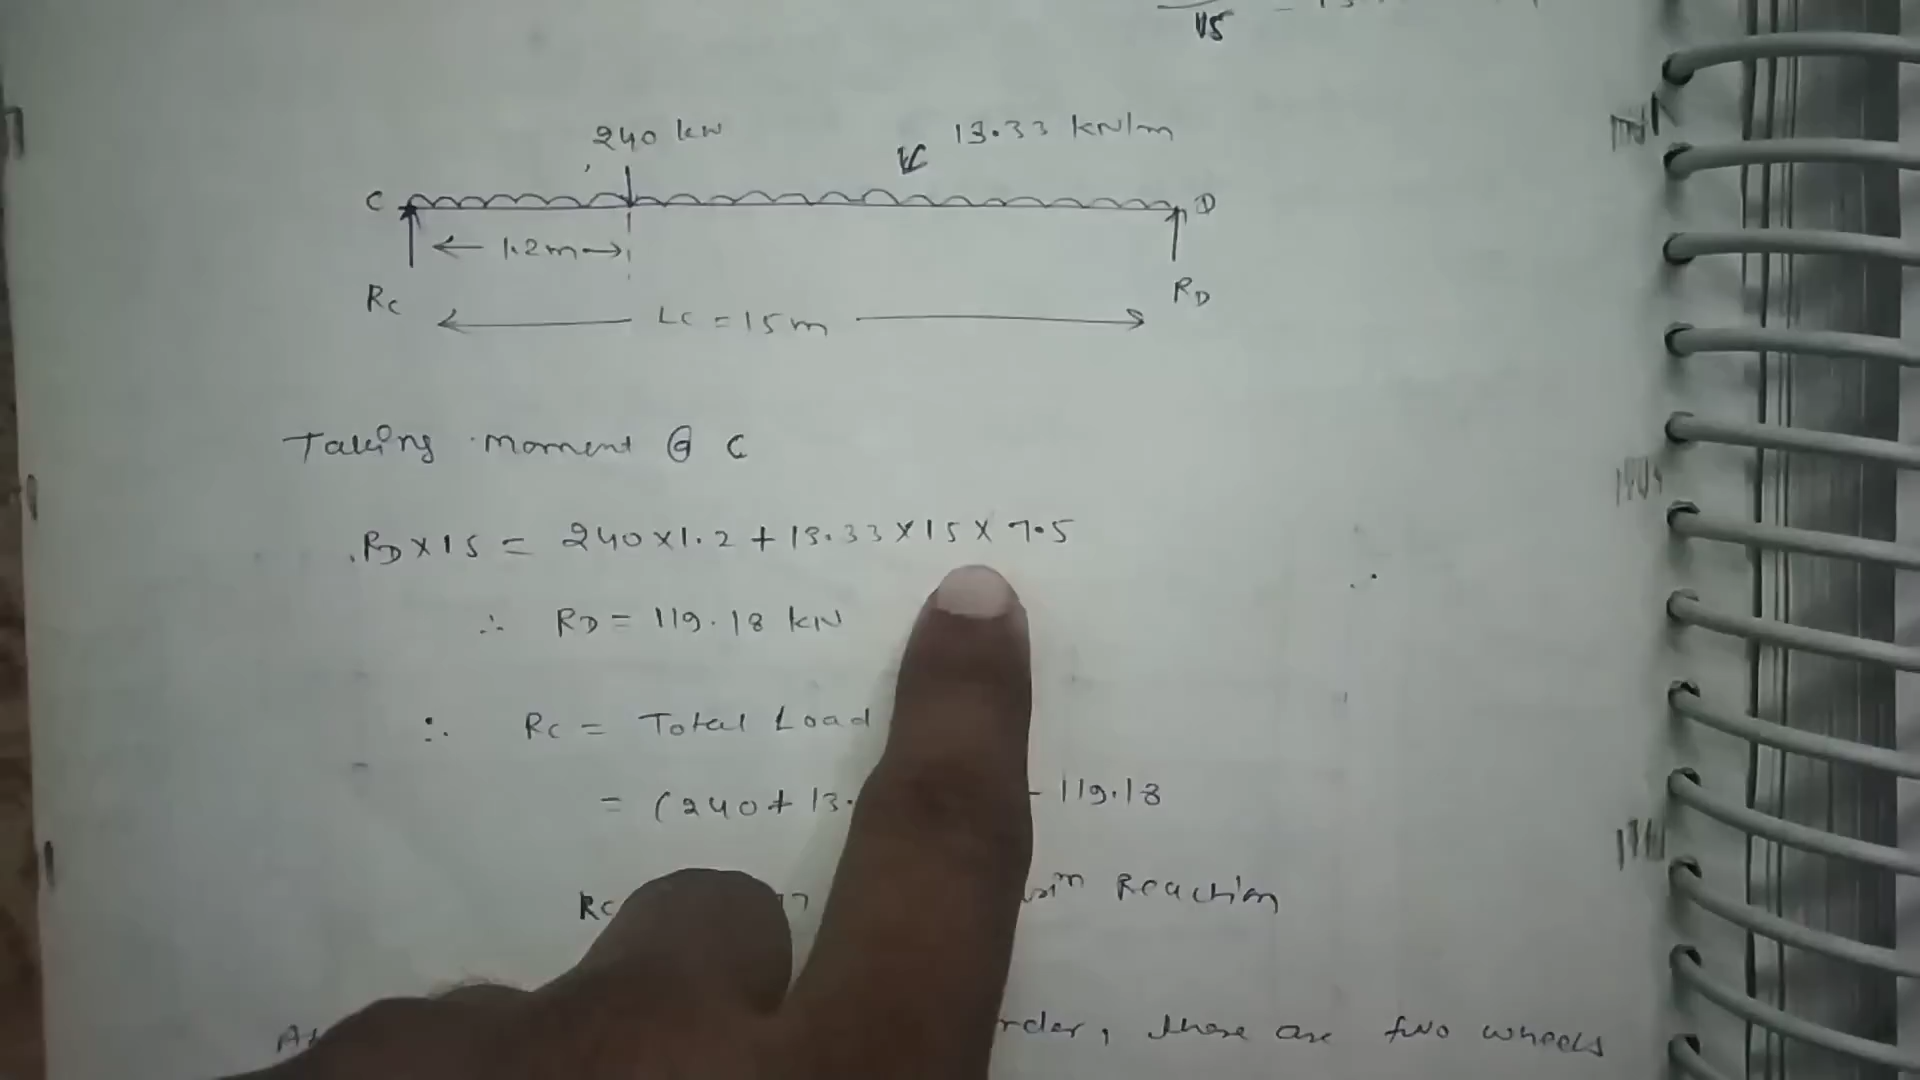 15
240 kN
13.33 kN/m
C
D
1.2m
RC
RD
LC = 15m
Taking moment @ C
RD x 15 = 240 x 1.2 + 13.33 x 15 x 7.5
∴ RD = 119.18 kN
∴ RC = Total Load
= (240 + 13. - 119.18
RC Reaction
there are two wheels